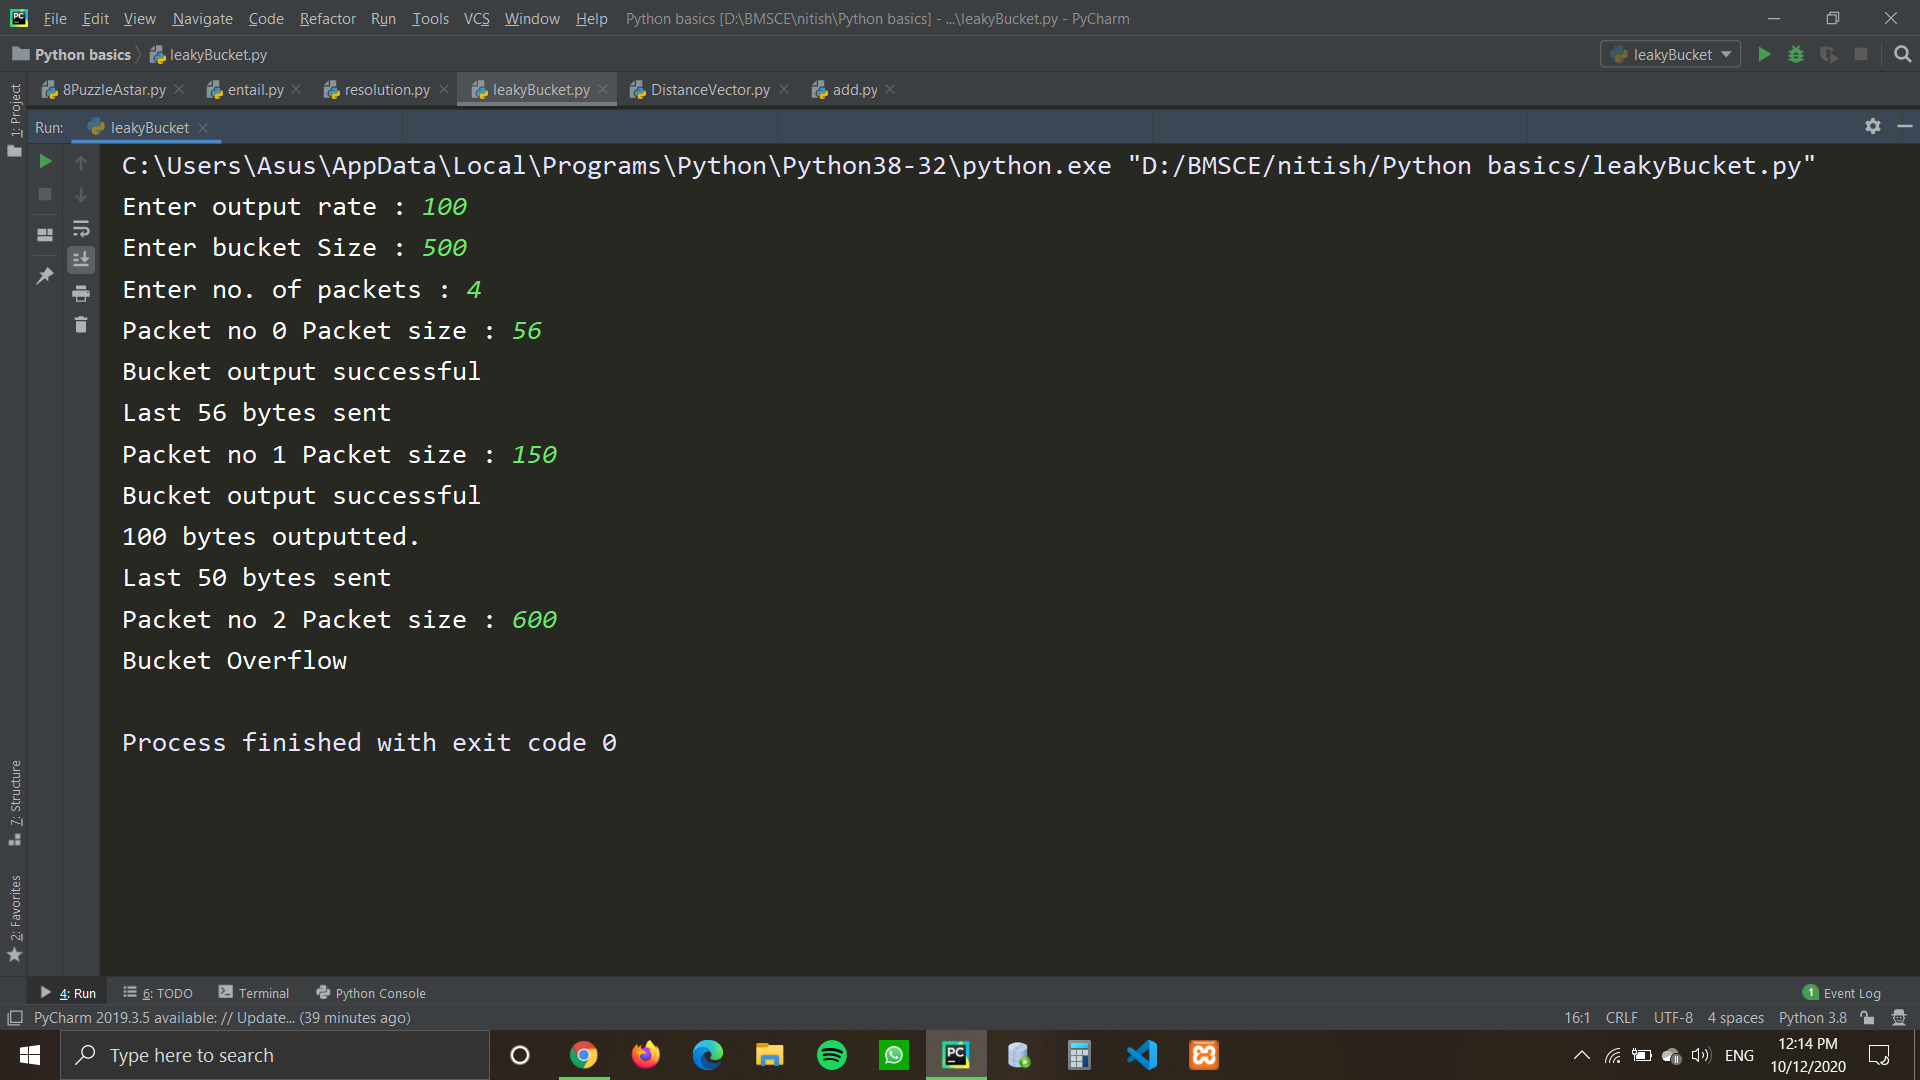 File Edit View Navigate Code Refactor Run Tools VCS Window Help Python basics [D:\BMSCE\nitish\Python basics] - ...\leakyBucket.py - PyCharm
Python basics leakyBucket.py leakyBucket
8PuzzleAstar.py entail.py resolution.py leakyBucket.py DistanceVector.py add.py
1: Project
Run: leakyBucket
C:\Users\Asus\AppData\Local\Programs\Python\Python38-32\python.exe "D:/BMSCE/nitish/Python basics/leakyBucket.py"
Enter output rate : 100
Enter bucket Size : 500
Enter no. of packets : 4
Packet no 0 Packet size : 56
Bucket output successful
Last 56 bytes sent
Packet no 1 Packet size : 150
Bucket output successful
100 bytes outputted.
Last 50 bytes sent
Packet no 2 Packet size : 600
Bucket Overflow
Process finished with exit code 0
7: Structure
2: Favorites
4: Run 6: TODO Terminal Python Console 1 Event Log
PyCharm 2019.3.5 available: // Update... (39 minutes ago) 16:1 CRLF UTF-8 4 spaces Python 3.8
Type here to search PC ENG 12:14 PM
10/12/2020